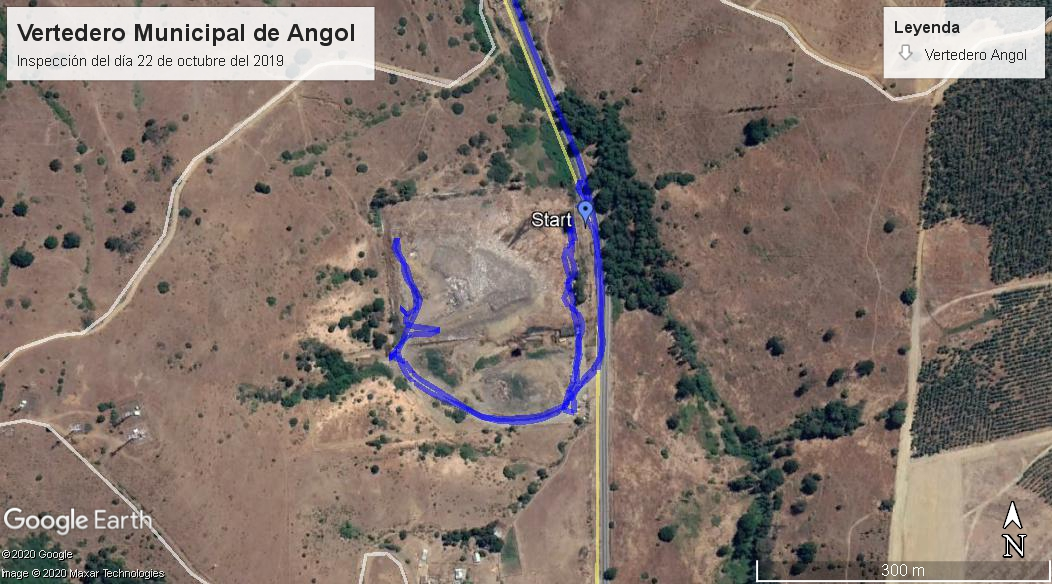 Vertedero Municipal de Angol
Inspección del día 22 de octubre del 2019
Leyenda
Vertedero Angol
Start
Google Earth
©2020 Google
Image © 2020 Maxar Technologies
N
300 m